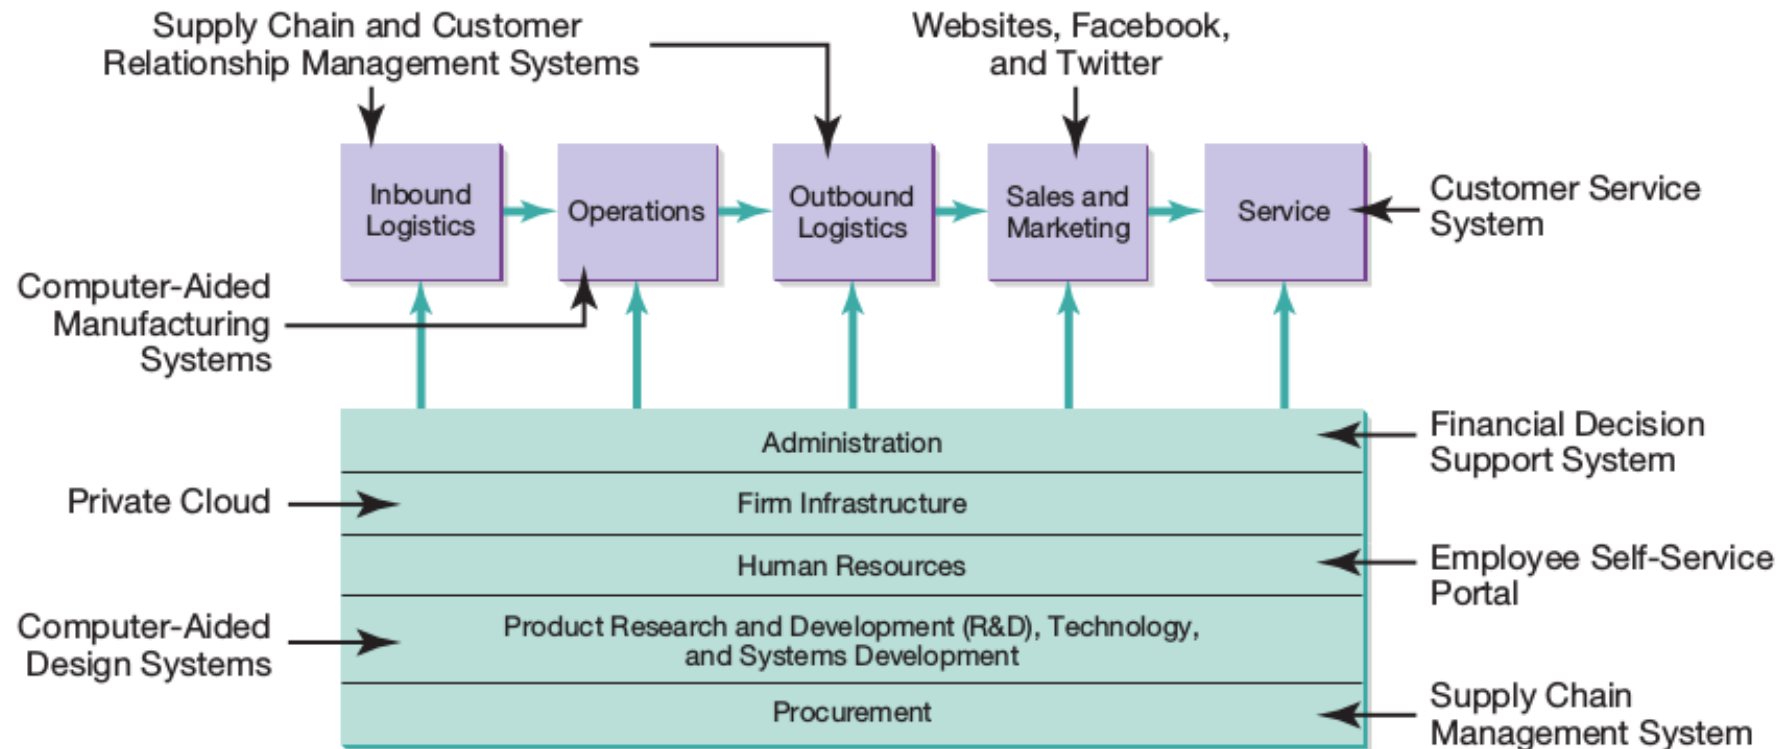 Supply Chain and Customer
Relationship Management Systems
Websites, Facebook,
and Twitter
Inbound
Logistics
Operations
Outbound
Logistics
Sales and
Marketing
Service
Customer Service
System
Computer-Aided
Manufacturing
Systems
Administration
Financial Decision
Support System
Private Cloud
Firm Infrastructure
Human Resources
Employee Self-Service
Portal
Computer-Aided
Design Systems
Product Research and Development (R&D), Technology,
and Systems Development
Procurement
Supply Chain
Management System